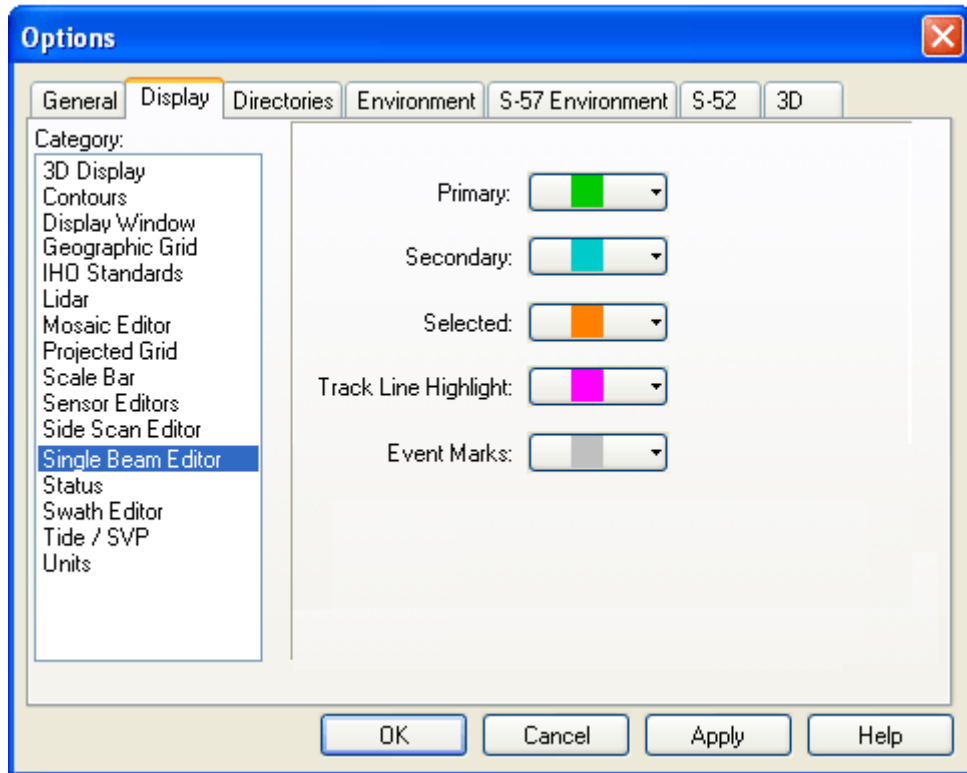 Options
General Display Directories Environment S-57 Environment S-52 3D
Category:
3D Display
Contours
Display Window
Geographic Grid
IHO Standards
Lidar
Mosaic Editor
Projected Grid
Scale Bar
Sensor Editors
Side Scan Editor
Single Beam Editor
Status
Swath Editor
Tide / SVP
Units
Primary:
Secondary:
Selected:
Track Line Highlight:
Event Marks:
OK Cancel Apply Help